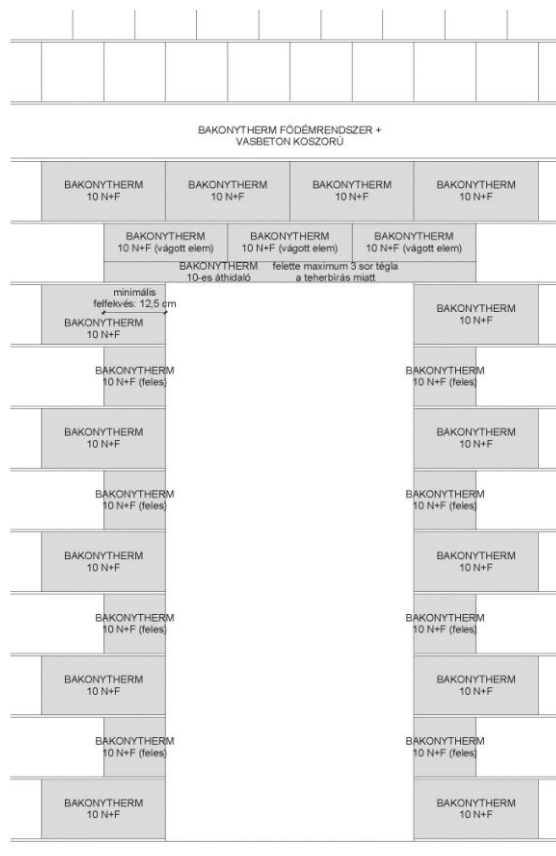 BAKONYTHERM FÖDÉMRENDSZER +
VASBETON KOSZORÚ
BAKONYTHERM
10 N+F
BAKONYTHERM
10 N+F
BAKONYTHERM
10 N+F
BAKONYTHERM
10 N+F
BAKONYTHERM
10 N+F (vágott elem)
BAKONYTHERM
10 N+F (vágott elem)
BAKONYTHERM
10 N+F (vágott elem)
BAKONYTHERM
10-es áthidaló
felette maximum 3 sor tégla
a teherbírás miatt
minimális
felfekvés: 12,5 cm
BAKONYTHERM
10 N+F
BAKONYTHERM
10 N+F
BAKONYTHERM
10 N+F (feles)
BAKONYTHERM
10 N+F (feles)
BAKONYTHERM
10 N+F
BAKONYTHERM
10 N+F
BAKONYTHERM
10 N+F (feles)
BAKONYTHERM
10 N+F (feles)
BAKONYTHERM
10 N+F
BAKONYTHERM
10 N+F
BAKONYTHERM
10 N+F (feles)
BAKONYTHERM
10 N+F (feles)
BAKONYTHERM
10 N+F
BAKONYTHERM
10 N+F
BAKONYTHERM
10 N+F (feles)
BAKONYTHERM
10 N+F (feles)
BAKONYTHERM
10 N+F
BAKONYTHERM
10 N+F